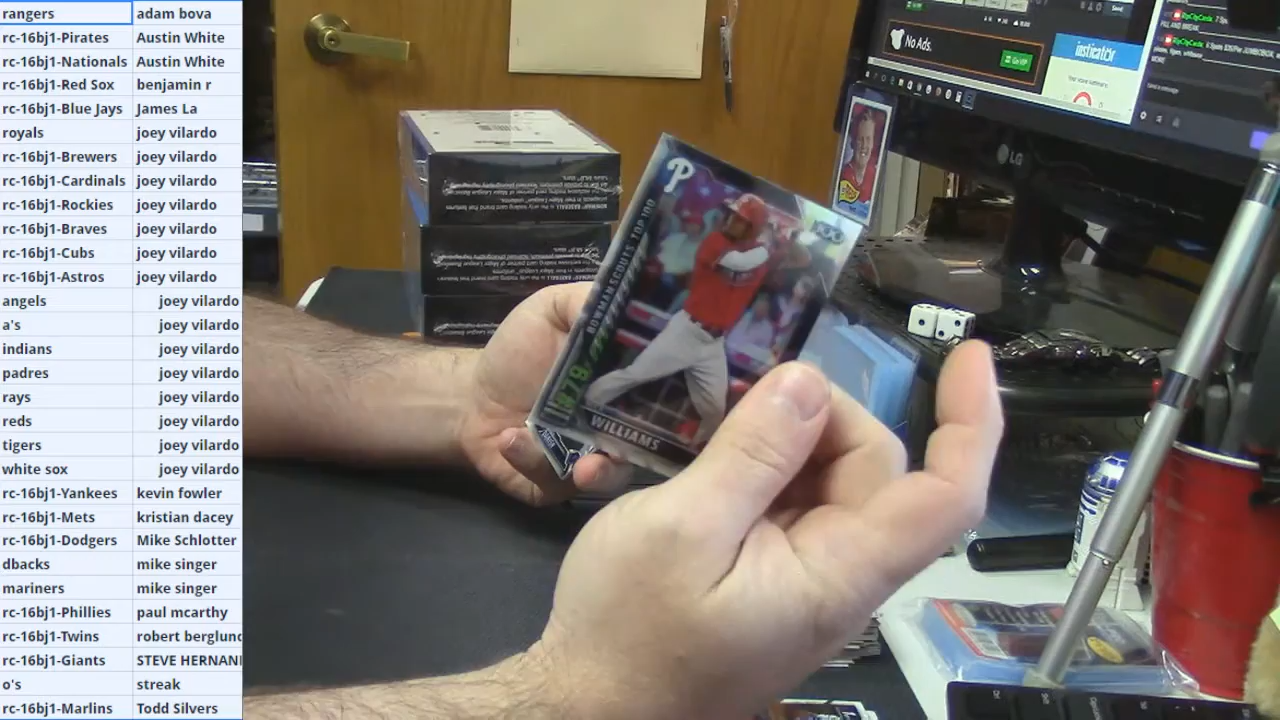 rangers adam bova
rc-16bj1-Pirates Austin White
rc-16bj1-Nationals Austin White
rc-16bj1-Red Sox benjamin r
rc-16bj1-Blue Jays James La
royals joey vilardo
rc-16bj1-Brewers joey vilardo
rc-16bj1-Cardinals joey vilardo
rc-16bj1-Rockies joey vilardo
rc-16bj1-Braves joey vilardo
rc-16bj1-Cubs joey vilardo
rc-16bj1-Astros joey vilardo
angels joey vilardo
a's joey vilardo
indians joey vilardo
padres joey vilardo
rays joey vilardo
reds joey vilardo
tigers joey vilardo
white sox joey vilardo
rc-16bj1-Yankees kevin fowler
rc-16bj1-Mets kristian dacey
rc-16bj1-Dodgers Mike Schlotter
dbacks mike singer
mariners mike singer
rc-16bj1-Phillies paul mcarthy
rc-16bj1-Twins robert berglund
rc-16bj1-Giants STEVE HERNAN
o's streak
rc-16bj1-Marlins Todd Silvers
P
BOWMAN SCOUTS TOP 100
#79
WILLIAMS
No Ads.
Go VIP
insticator
LG